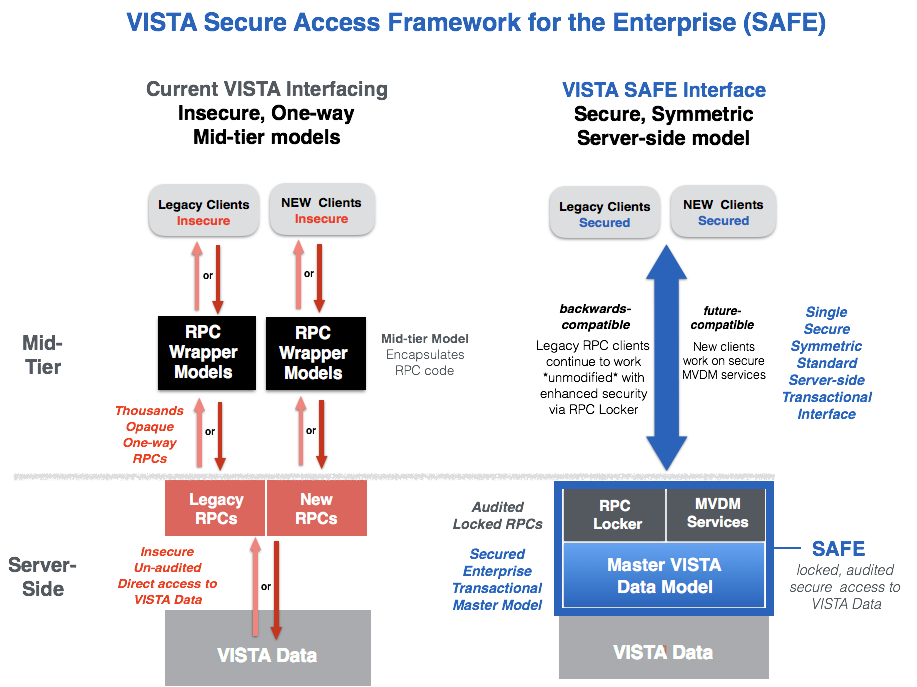 VISTA Secure Access Framework for the Enterprise (SAFE)
Current VISTA Interfacing
Insecure, One-way
Mid-tier models
VISTA SAFE Interface
Secure, Symmetric
Server-side model
Legacy Clients
Insecure
NEW Clients
Insecure
Legacy Clients
Secured
NEW Clients
Secured
or
or
Mid-
Tier
RPC
Wrapper
Models
RPC
Wrapper
Models
Mid-tier Model
Encapsulates
RPC code
backwards-
compatible
Legacy RPC clients
continue to work
*unmodified* with
enhanced security
via RPC Locker
future-
compatible
New clients
work on secure
MVDM services
Single
Secure
Symmetric
Standard
Server-side
Transactional
Interface
Thousands
Opaque
One-way
RPCs
or
or
Server-
Side
Legacy
RPCs
New
RPCs
Insecure
Un-audited
Direct access to
VISTA Data
or
VISTA Data
Audited
Locked RPCs
Secured
Enterprise
Transactional
Master Model
RPC
Locker
MVDM
Services
Master VISTA
Data Model
VISTA Data
SAFE
locked, audited
secure access to
VISTA Data